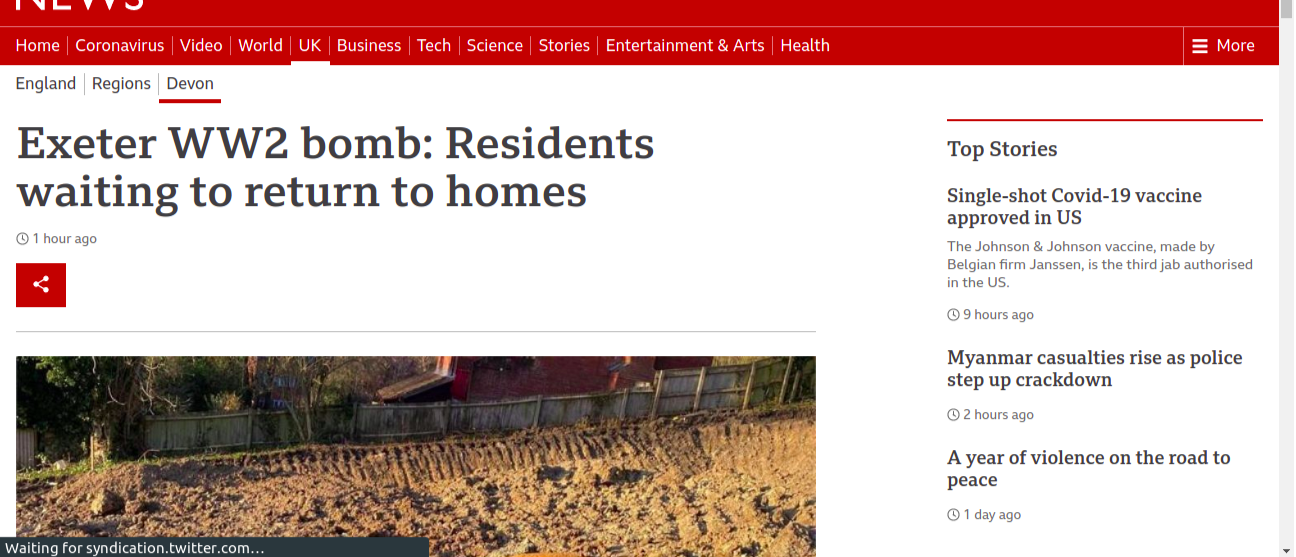 NEWS
Home Coronavirus Video World UK Business Tech Science Stories Entertainment & Arts Health More
England Regions Devon
Exeter WW2 bomb: Residents
waiting to return to homes
1 hour ago
Top Stories
Single-shot Covid-19 vaccine
approved in US
The Johnson & Johnson vaccine, made by
Belgian firm Janssen, is the third jab authorised
in the US.
9 hours ago
Myanmar casualties rise as police
step up crackdown
2 hours ago
A year of violence on the road to
peace
1 day ago
Waiting for syndication.twitter.com…